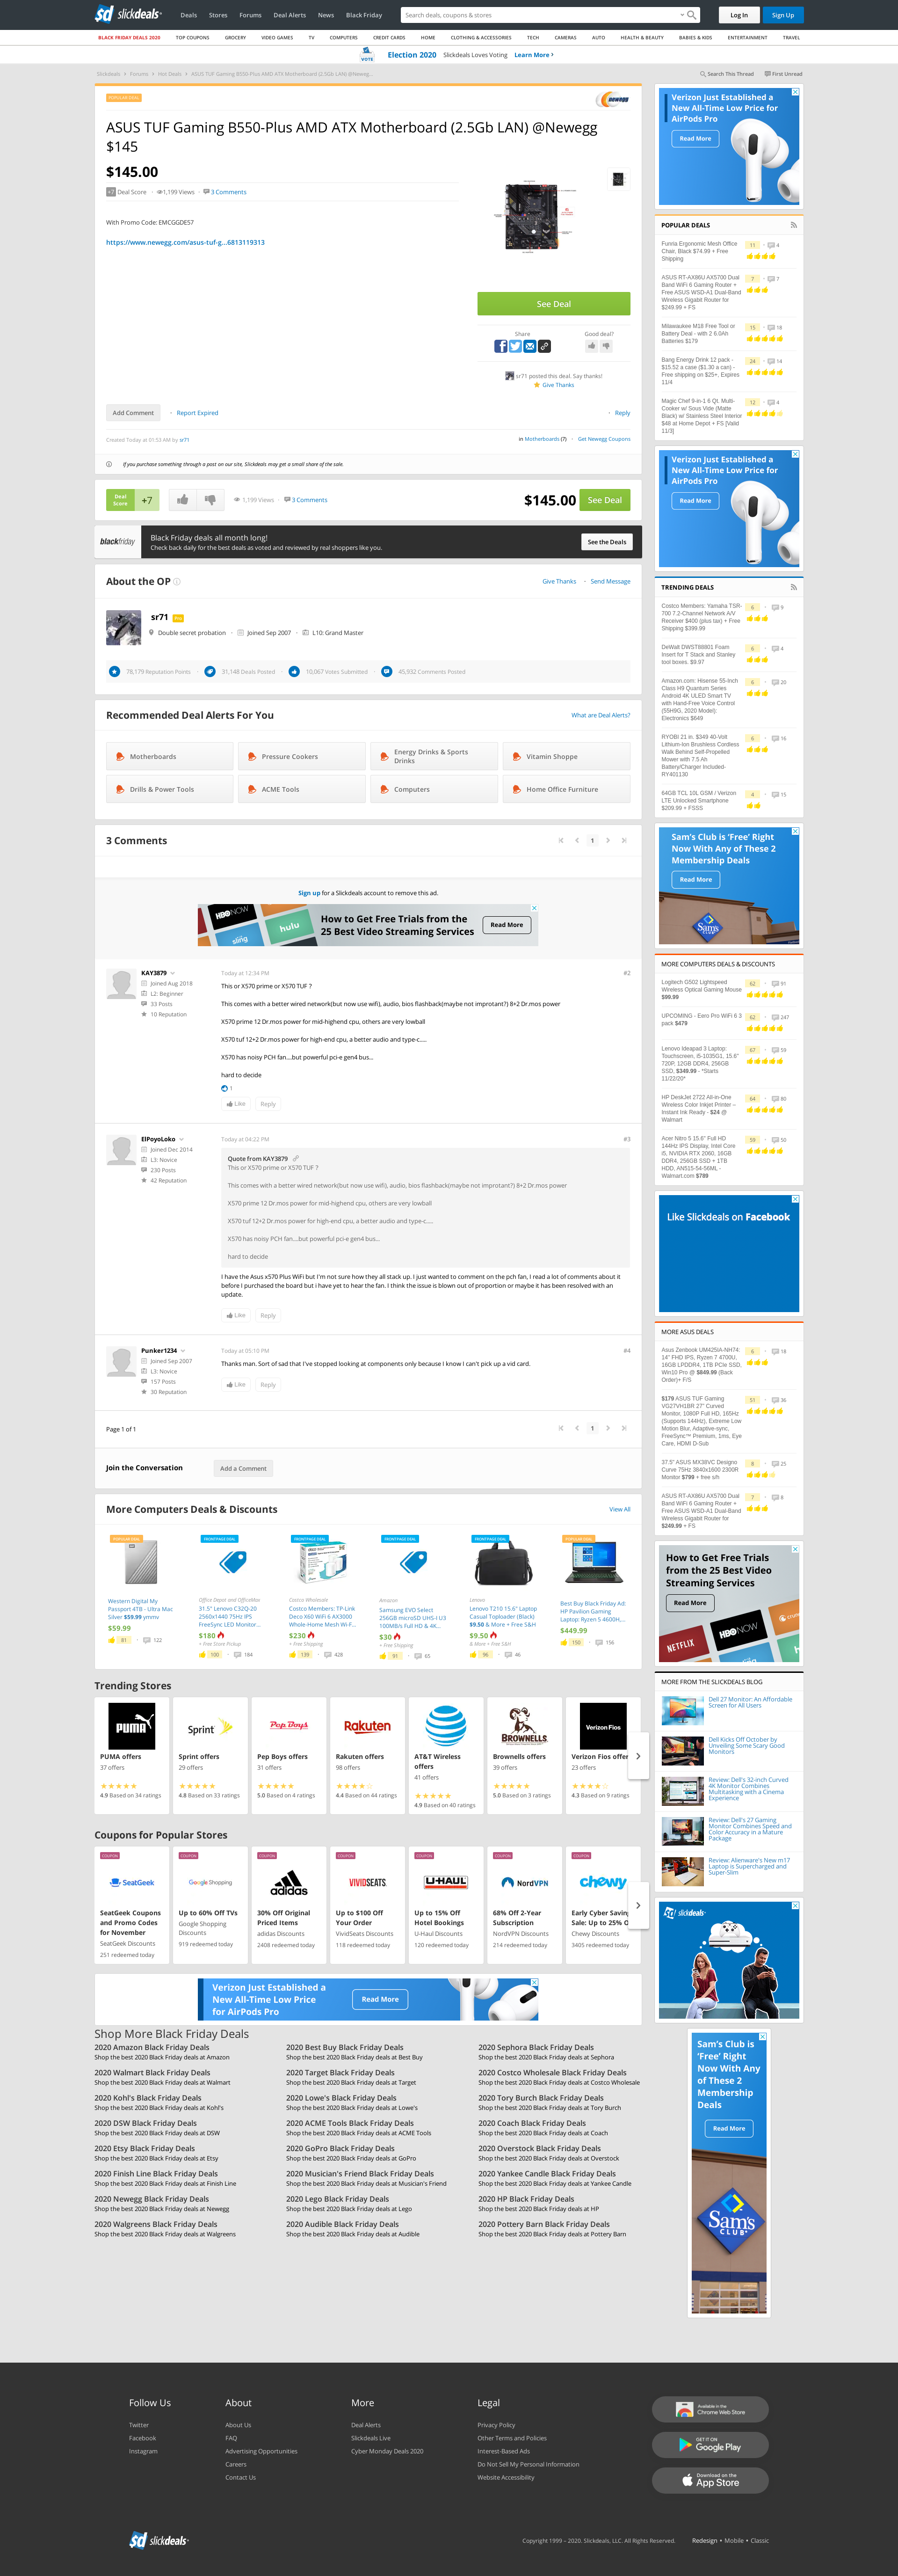 slickdeals
Deals Stores Forums Deal Alerts News Black Friday
Search deals, coupons & stores
Log In
Sign Up
BLACK FRIDAY DEALS 2020 TOP COUPONS GROCERY VIDEO GAMES TV COMPUTERS CREDIT CARDS HOME CLOTHING & ACCESSORIES TECH CAMERAS AUTO HEALTH & BEAUTY BABIES & KIDS ENTERTAINMENT TRAVEL
VOTE Election 2020 Slickdeals Loves Voting Learn More
Slickdeals Forums Hot Deals ASUS TUF Gaming B550-Plus AMD ATX Motherboard (2.5Gb LAN) @Neweg...
Search This Thread First Unread
POPULAR DEAL
newegg
ASUS TUF Gaming B550-Plus AMD ATX Motherboard (2.5Gb LAN) @Newegg
$145
$145.00
+7 Deal Score 1,199 Views 3 Comments
With Promo Code: EMCGGDE57
https://www.newegg.com/asus-tuf-g...6813119313
See Deal
Share
Good deal?
sr71 posted this deal. Say thanks!
Give Thanks
Add Comment
Report Expired
Reply
Created Today at 01:53 AM by sr71
in Motherboards (7) Get Newegg Coupons
If you purchase something through a post on our site, Slickdeals may get a small share of the sale.
Deal
Score
+7
1,199 Views 3 Comments
$145.00
See Deal
blackfriday
Black Friday deals all month long!
Check back daily for the best deals as voted and reviewed by real shoppers like you.
See the Deals
About the OP
Give Thanks Send Message
sr71 Pro
Double secret probation Joined Sep 2007 L10: Grand Master
78,179 Reputation Points 31,148 Deals Posted 10,067 Votes Submitted 45,932 Comments Posted
Recommended Deal Alerts For You
What are Deal Alerts?
Motherboards
Pressure Cookers
Energy Drinks & Sports
Drinks
Vitamin Shoppe
Drills & Power Tools
ACME Tools
Computers
Home Office Furniture
3 Comments
1
Sign up for a Slickdeals account to remove this ad.
HBO NOW
hulu
sling
How to Get Free Trials from the
25 Best Video Streaming Services
Read More
KAY3879
Joined Aug 2018
L2: Beginner
33 Posts
10 Reputation
Today at 12:34 PM
#2
This or X570 prime or X570 TUF ?
This comes with a better wired network(but now use wifi), audio, bios flashback(maybe not improtant?) 8+2 Dr.mos power
X570 prime 12 Dr.mos power for mid-highend cpu, others are very lowball
X570 tuf 12+2 Dr.mos power for high-end cpu, a better audio and type-c.....
X570 has noisy PCH fan....but powerful pci-e gen4 bus...
hard to decide
1
Like Reply
ElPoyoLoko
Joined Dec 2014
L3: Novice
230 Posts
42 Reputation
Today at 04:22 PM
#3
Quote from KAY3879
This or X570 prime or X570 TUF ?
This comes with a better wired network(but now use wifi), audio, bios flashback(maybe not improtant?) 8+2 Dr.mos power
X570 prime 12 Dr.mos power for mid-highend cpu, others are very lowball
X570 tuf 12+2 Dr.mos power for high-end cpu, a better audio and type-c.....
X570 has noisy PCH fan....but powerful pci-e gen4 bus...
hard to decide
I have the Asus x570 Plus WiFi but I'm not sure how they all stack up. I just wanted to comment on the pch fan, I read a lot of comments about it
before I purchased the board but i have yet to hear the fan. I think the issue is blown out of proportion or maybe it has been resolved with an
update.
Like Reply
Punker1234
Joined Sep 2007
L3: Novice
157 Posts
30 Reputation
Today at 05:10 PM
#4
Thanks man. Sort of sad that I've stopped looking at components only because I know I can't pick up a vid card.
Like Reply
Page 1 of 1
1
Join the Conversation
Add a Comment
More Computers Deals & Discounts
View All
POPULAR DEAL
Western Digital My
Passport 4TB - Ultra Mac
Silver $59.99 ymmv
$59.99
81 122
FRONTPAGE DEAL
Office Depot and OfficeMax
31.5" Lenovo C32Q-20
2560x1440 75Hz IPS
FreeSync LED Monitor...
$180
+ Free Store Pickup
100 184
FRONTPAGE DEAL
Costco Wholesale
Costco Members: TP-Link
Deco X60 WiFi 6 AX3000
Whole-Home Mesh Wi-F...
$230
+ Free Shipping
139 428
FRONTPAGE DEAL
Amazon
Samsung EVO Select
256GB microSD UHS-I U3
100MB/s Full HD & 4K...
$30
+ Free Shipping
91 65
FRONTPAGE DEAL
Lenovo
Lenovo T210 15.6" Laptop
Casual Toploader (Black)
$9.50 & More + Free S&H
$9.50
& More + Free S&H
96 46
POPULAR DEAL
Best Buy Black Friday Ad:
HP Pavilion Gaming
Laptop: Ryzen 5 4600H,...
$449.99
150 156
Trending Stores
PUMA
PUMA offers
37 offers
4.9 Based on 34 ratings
Sprint
Sprint offers
29 offers
4.8 Based on 33 ratings
Pep Boys
Pep Boys offers
31 offers
5.0 Based on 4 ratings
Rakuten
Rakuten offers
98 offers
4.4 Based on 44 ratings
AT&T Wireless
offers
41 offers
4.9 Based on 40 ratings
BROWNELLS
Brownells offers
39 offers
5.0 Based on 3 ratings
Verizon Fios
Verizon Fios offers
23 offers
4.3 Based on 9 ratings
Coupons for Popular Stores
COUPON
SeatGeek
SeatGeek Coupons
and Promo Codes
for November
SeatGeek Discounts
251 redeemed today
COUPON
Google Shopping
Up to 60% Off TVs
Google Shopping
Discounts
919 redeemed today
COUPON
adidas
30% Off Original
Priced Items
adidas Discounts
2408 redeemed today
COUPON
VIVIDSEATS.
Up to $100 Off
Your Order
VividSeats Discounts
118 redeemed today
COUPON
U-HAUL
Up to 15% Off
Hotel Bookings
U-Haul Discounts
120 redeemed today
COUPON
NordVPN
68% Off 2-Year
Subscription
NordVPN Discounts
214 redeemed today
COUPON
chewy
Early Cyber Saving
Sale: Up to 25% O
Chewy Discounts
3405 redeemed today
Verizon Just Established a
New All-Time Low Price
for AirPods Pro
Read More
Shop More Black Friday Deals
2020 Amazon Black Friday Deals
Shop the best 2020 Black Friday deals at Amazon
2020 Best Buy Black Friday Deals
Shop the best 2020 Black Friday deals at Best Buy
2020 Sephora Black Friday Deals
Shop the best 2020 Black Friday deals at Sephora
2020 Walmart Black Friday Deals
Shop the best 2020 Black Friday deals at Walmart
2020 Target Black Friday Deals
Shop the best 2020 Black Friday deals at Target
2020 Costco Wholesale Black Friday Deals
Shop the best 2020 Black Friday deals at Costco Wholesale
2020 Kohl's Black Friday Deals
Shop the best 2020 Black Friday deals at Kohl's
2020 Lowe's Black Friday Deals
Shop the best 2020 Black Friday deals at Lowe's
2020 Tory Burch Black Friday Deals
Shop the best 2020 Black Friday deals at Tory Burch
2020 DSW Black Friday Deals
Shop the best 2020 Black Friday deals at DSW
2020 ACME Tools Black Friday Deals
Shop the best 2020 Black Friday deals at ACME Tools
2020 Coach Black Friday Deals
Shop the best 2020 Black Friday deals at Coach
2020 Etsy Black Friday Deals
Shop the best 2020 Black Friday deals at Etsy
2020 GoPro Black Friday Deals
Shop the best 2020 Black Friday deals at GoPro
2020 Overstock Black Friday Deals
Shop the best 2020 Black Friday deals at Overstock
2020 Finish Line Black Friday Deals
Shop the best 2020 Black Friday deals at Finish Line
2020 Musician's Friend Black Friday Deals
Shop the best 2020 Black Friday deals at Musician's Friend
2020 Yankee Candle Black Friday Deals
Shop the best 2020 Black Friday deals at Yankee Candle
2020 Newegg Black Friday Deals
Shop the best 2020 Black Friday deals at Newegg
2020 Lego Black Friday Deals
Shop the best 2020 Black Friday deals at Lego
2020 HP Black Friday Deals
Shop the best 2020 Black Friday deals at HP
2020 Walgreens Black Friday Deals
Shop the best 2020 Black Friday deals at Walgreens
2020 Audible Black Friday Deals
Shop the best 2020 Black Friday deals at Audible
2020 Pottery Barn Black Friday Deals
Shop the best 2020 Black Friday deals at Pottery Barn
Verizon Just Established a
New All-Time Low Price for
AirPods Pro
Read More
POPULAR DEALS
Funria Ergonomic Mesh Office
Chair, Black $74.99 + Free
Shipping
11 4
ASUS RT-AX86U AX5700 Dual
Band WiFi 6 Gaming Router +
Free ASUS WSD-A1 Dual-Band
Wireless Gigabit Router for
$249.99 + FS
7 7
Milawaukee M18 Free Tool or
Battery Deal - with 2 6.0Ah
Batteries $179
15 18
Bang Energy Drink 12 pack -
$15.52 a case ($1.30 a can) -
Free shipping on $25+, Expires
11/4
24 14
Magic Chef 9-in-1 6 Qt. Multi-
Cooker w/ Sous Vide (Matte
Black) w/ Stainless Steel Interior
$48 at Home Depot + FS [Valid
11/3]
12 4
Verizon Just Established a
New All-Time Low Price for
AirPods Pro
Read More
TRENDING DEALS
Costco Members: Yamaha TSR-
700 7.2-Channel Network A/V
Receiver $400 (plus tax) + Free
Shipping $399.99
6 9
DeWalt DWST88801 Foam
Insert for T Stack and Stanley
tool boxes. $9.97
6 4
Amazon.com: Hisense 55-Inch
Class H9 Quantum Series
Android 4K ULED Smart TV
with Hand-Free Voice Control
(55H9G, 2020 Model):
Electronics $649
6 20
RYOBI 21 in. $349 40-Volt
Lithium-Ion Brushless Cordless
Walk Behind Self-Propelled
Mower with 7.5 Ah
Battery/Charger Included-
RY401130
6 16
64GB TCL 10L GSM / Verizon
LTE Unlocked Smartphone
$209.99 + FSSS
4 15
Sam's Club is 'Free' Right
Now With Any of These 2
Membership Deals
Read More
Sam's
MORE COMPUTERS DEALS & DISCOUNTS
Logitech G502 Lightspeed
Wireless Optical Gaming Mouse
$99.99
62 91
UPCOMING - Eero Pro WiFi 6 3
pack $479
62 247
Lenovo Ideapad 3 Laptop:
Touchscreen, i5-1035G1, 15.6"
720P, 12GB DDR4, 256GB
SSD, $349.99 - *Starts
11/22/20*
67 59
HP DeskJet 2722 All-in-One
Wireless Color Inkjet Printer –
Instant Ink Ready - $24 @
Walmart
64 80
Acer Nitro 5 15.6" Full HD
144Hz IPS Display, Intel Core
i5, NVIDIA RTX 2060, 16GB
DDR4, 256GB SSD + 1TB
HDD, AN515-54-56ML -
Walmart.com $789
59 50
Like Slickdeals on Facebook
MORE ASUS DEALS
Asus Zenbook UM425IA-NH74:
14" FHD IPS, Ryzen 7 4700U,
16GB LPDDR4, 1TB PCIe SSD,
Win10 Pro @ $849.99 (Back
Order)+ F/S
6 18
$179 ASUS TUF Gaming
VG27VH1BR 27" Curved
Monitor, 1080P Full HD, 165Hz
(Supports 144Hz), Extreme Low
Motion Blur, Adaptive-sync,
FreeSync™ Premium, 1ms, Eye
Care, HDMI D-Sub
51 36
37.5" ASUS MX38VC Designo
Curve 75Hz 3840x1600 2300R
Monitor $799 + free s/h
8 25
ASUS RT-AX86U AX5700 Dual
Band WiFi 6 Gaming Router +
Free ASUS WSD-A1 Dual-Band
Wireless Gigabit Router for
$249.99 + FS
7 8
How to Get Free Trials
from the 25 Best Video
Streaming Services
Read More
NETFLIX
HBO NOW
MORE FROM THE SLICKDEALS BLOG
Dell 27 Monitor: An Affordable
Screen for All Users
Dell Kicks Off October by
Unveiling Some Scary Good
Monitors
Review: Dell's 32-inch Curved
4K Monitor Combines
Multitasking with a Cinema
Experience
Review: Dell's 27 Gaming
Monitor Combines Speed and
Color Accuracy in a Mature
Package
Review: Alienware's New m17
Laptop is Supercharged and
Super-Slim
slickdeals
Sam's Club is
'Free' Right
Now With Any
of These 2
Membership
Deals
Read More
Sam's
CLUB
Follow Us
Twitter
Facebook
Instagram
About
About Us
FAQ
Advertising Opportunities
Careers
Contact Us
More
Deal Alerts
Slickdeals Live
Cyber Monday Deals 2020
Legal
Privacy Policy
Other Terms and Policies
Interest-Based Ads
Do Not Sell My Personal Information
Website Accessibility
Available in the
Chrome Web Store
GET IT ON
Google Play
Download on the
App Store
slickdeals
Copyright 1999 – 2020. Slickdeals, LLC. All Rights Reserved. Redesign • Mobile • Classic